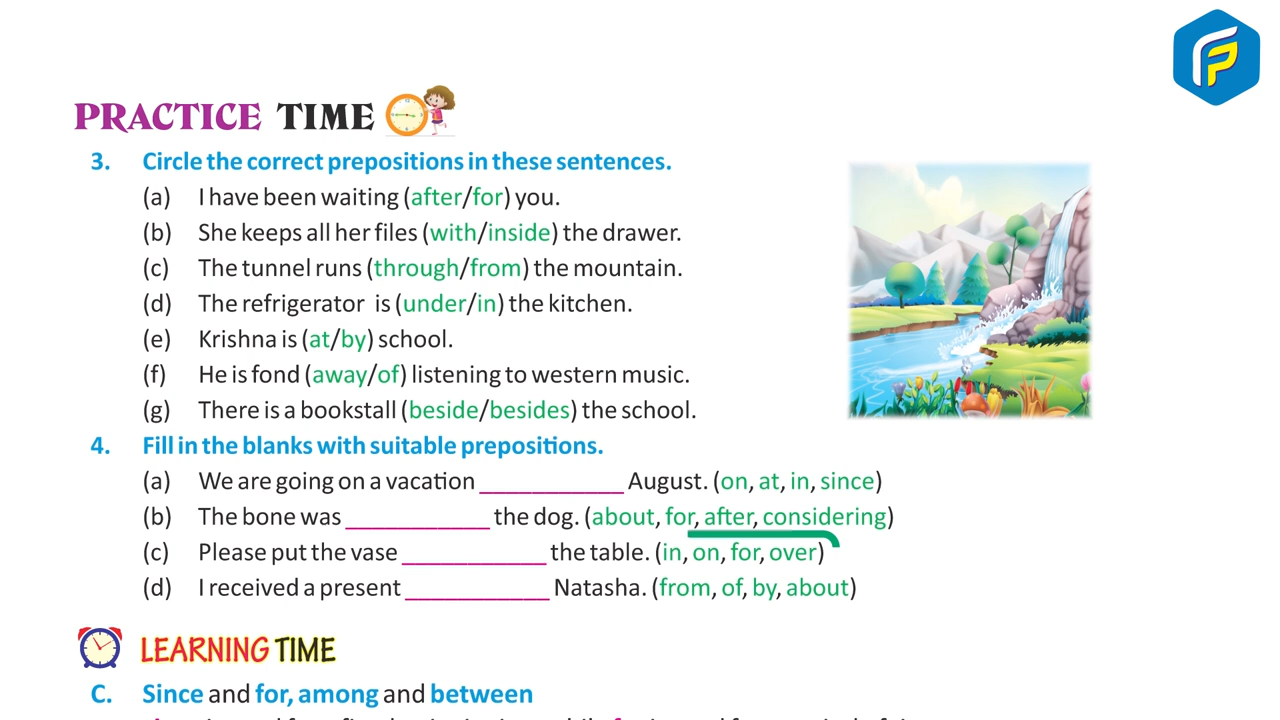 PRACTICE TIME
3. Circle the correct prepositions in these sentences.
(a) I have been waiting (after/for) you.
(b) She keeps all her files (with/inside) the drawer.
(c) The tunnel runs (through/from) the mountain.
(d) The refrigerator is (under/in) the kitchen.
(e) Krishna is (at/by) school.
(f) He is fond (away/of) listening to western music.
(g) There is a bookstall (beside/besides) the school.
4. Fill in the blanks with suitable prepositions.
(a) We are going on a vacation ___________ August. (on, at, in, since)
(b) The bone was ___________ the dog. (about, for, after, considering)
(c) Please put the vase ___________ the table. (in, on, for, over)
(d) I received a present ___________ Natasha. (from, of, by, about)
LEARNING TIME
C. Since and for, among and between